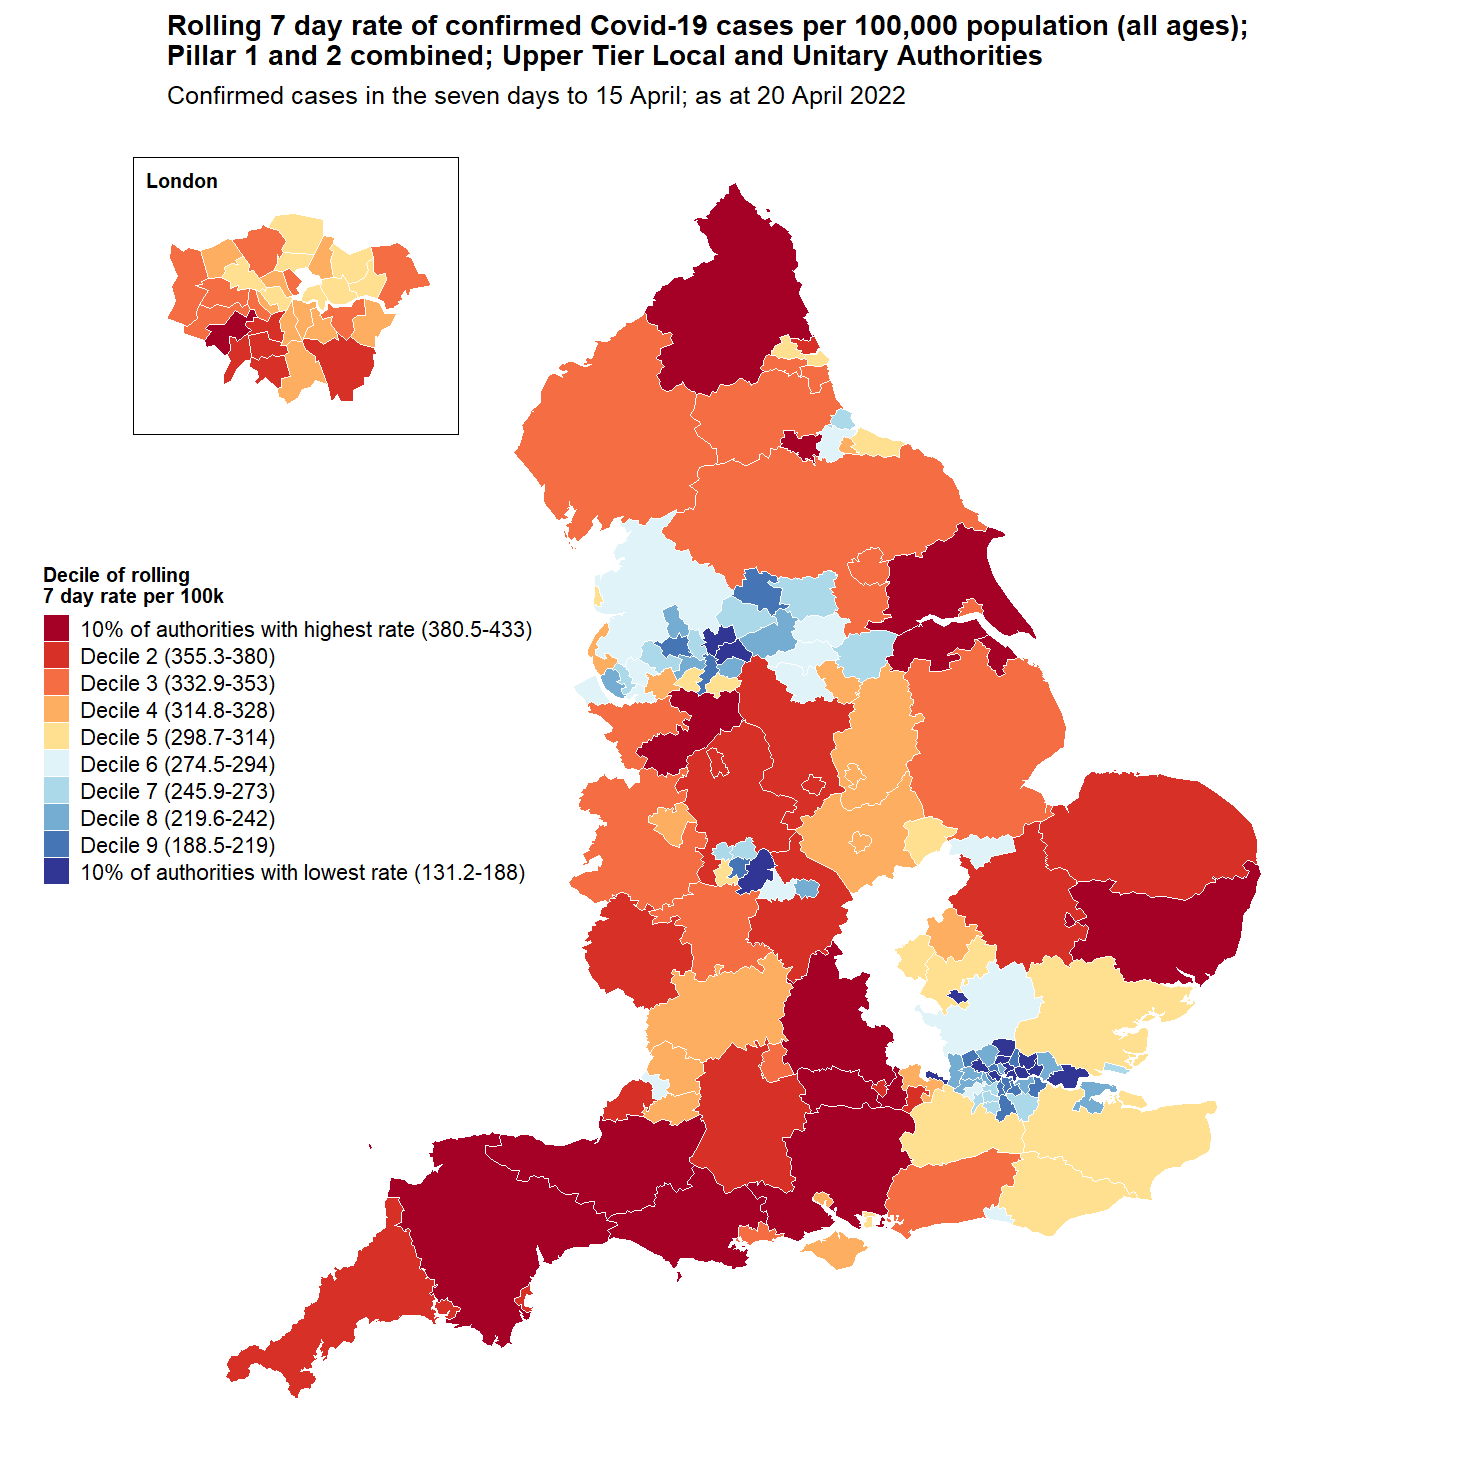 Rolling 7 day rate of confirmed Covid-19 cases per 100,000 population (all ages);
Pillar 1 and 2 combined; Upper Tier Local and Unitary Authorities
Confirmed cases in the seven days to 15 April; as at 20 April 2022
London
Decile of rolling
7 day rate per 100k
10% of authorities with highest rate (380.5-433)
Decile 2 (355.3-380)
Decile 3 (332.9-353)
Decile 4 (314.8-328)
Decile 5 (298.7-314)
Decile 6 (274.5-294)
Decile 7 (245.9-273)
Decile 8 (219.6-242)
Decile 9 (188.5-219)
10% of authorities with lowest rate (131.2-188)